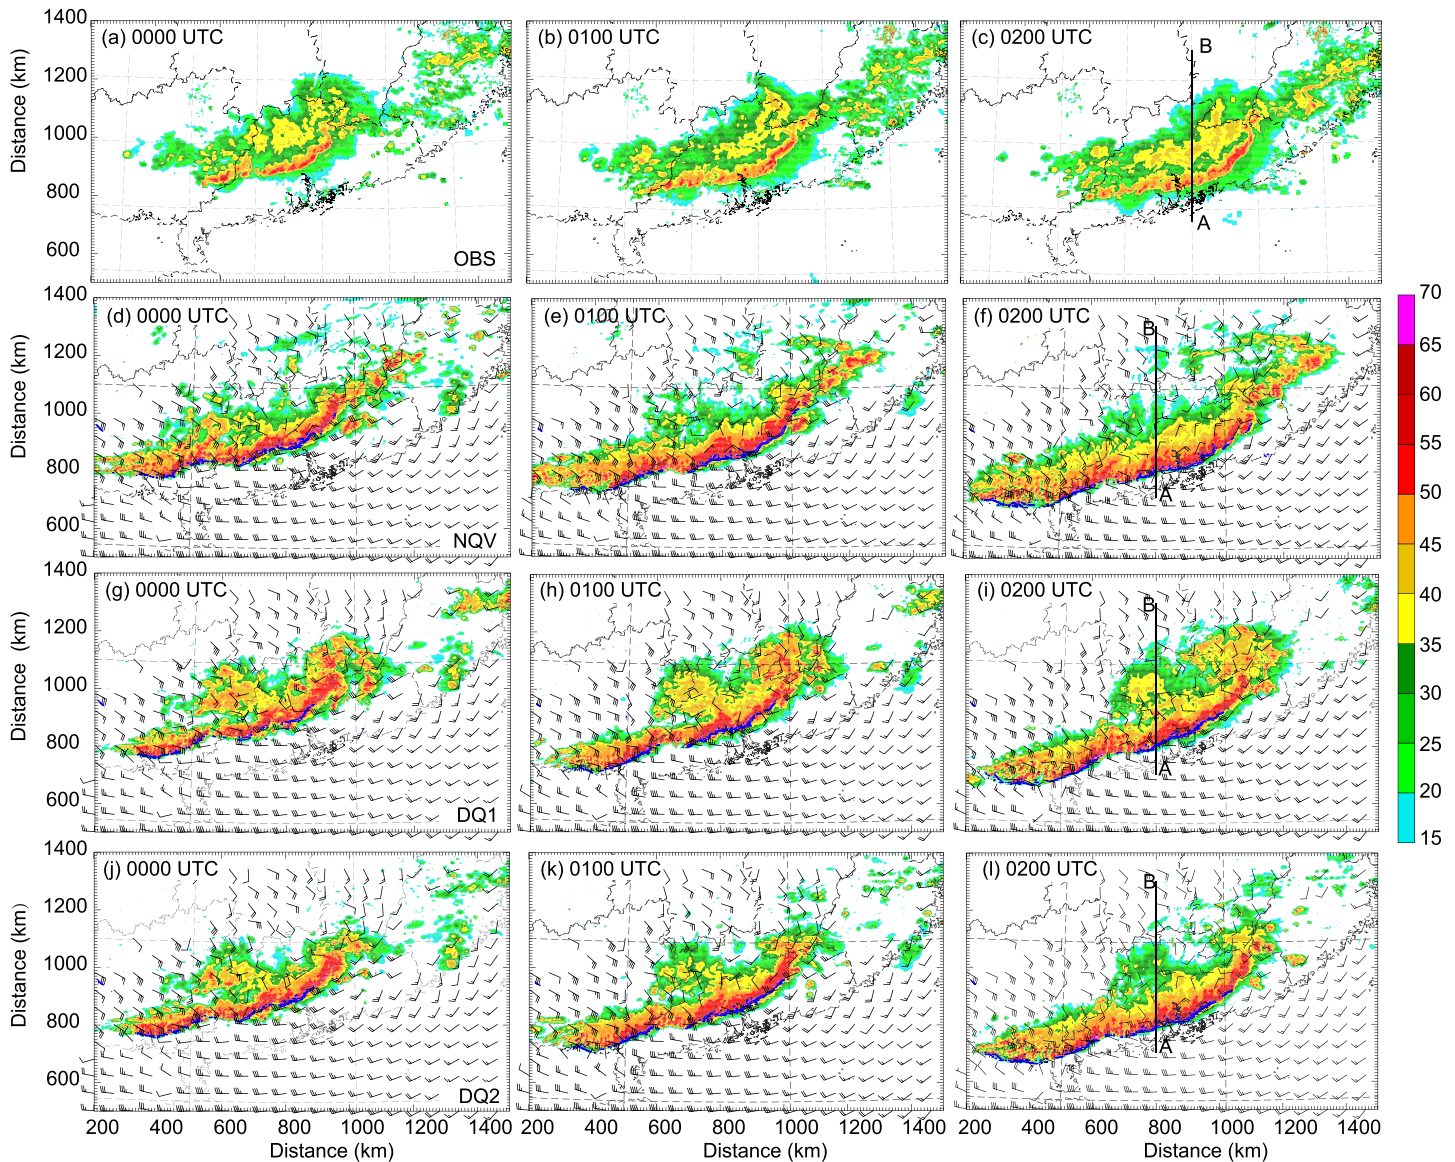 1400
1200
1000
800
600
Distance (km)
(a) 0000 UTC
OBS
(b) 0100 UTC
(c) 0200 UTC
B
A
1400
1200
1000
800
600
Distance (km)
(d) 0000 UTC
NQV
(e) 0100 UTC
(f) 0200 UTC
B
A
1400
1200
1000
800
600
Distance (km)
(g) 0000 UTC
DQ1
(h) 0100 UTC
(i) 0200 UTC
B
A
1400
1200
1000
800
600
Distance (km)
(j) 0000 UTC
DQ2
(k) 0100 UTC
(l) 0200 UTC
B
A
200 400 600 800 1000 1200 1400
Distance (km)
200 400 600 800 1000 1200 1400
Distance (km)
200 400 600 800 1000 1200 1400
Distance (km)
70
65
60
55
50
45
40
35
30
25
20
15